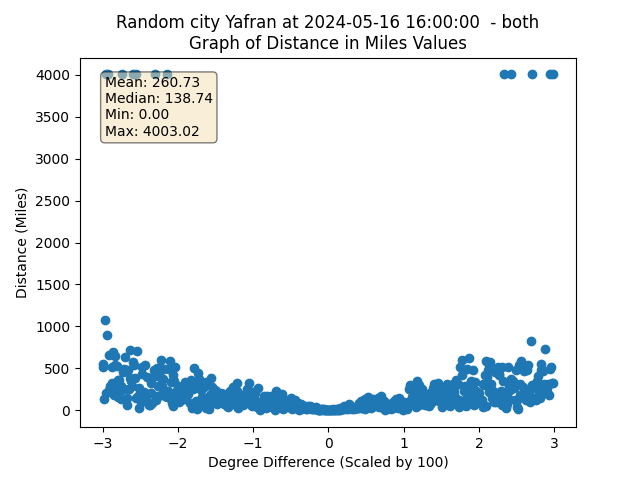 Random city Yafran at 2024-05-16 16:00:00  - both
Graph of Distance in Miles Values
Mean: 260.73
Median: 138.74
Min: 0.00
Max: 4003.02
Distance (Miles)
4000
3500
3000
2500
2000
1500
1000
500
0
−3 −2 −1 0 1 2 3
Degree Difference (Scaled by 100)